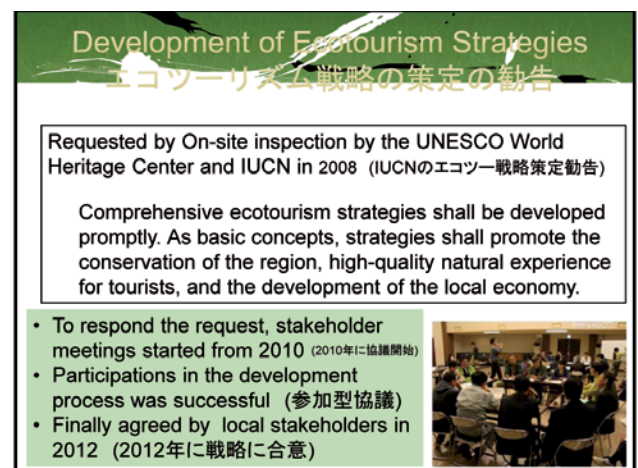 Development of Ecotourism Strategies
エコツーリズム戦略の策定の勧告
Requested by On-site inspection by the UNESCO World
Heritage Center and IUCN in 2008 (IUCNのエコツー戦略策定勧告)
Comprehensive ecotourism strategies shall be developed
promptly. As basic concepts, strategies shall promote the
conservation of the region, high-quality natural experience
for tourists, and the development of the local economy.
• To respond the request, stakeholder
meetings started from 2010 (2010年に協議開始)
• Participations in the development
process was successful (参加型協議)
• Finally agreed by local stakeholders in
2012 (2012年に戦略に合意)